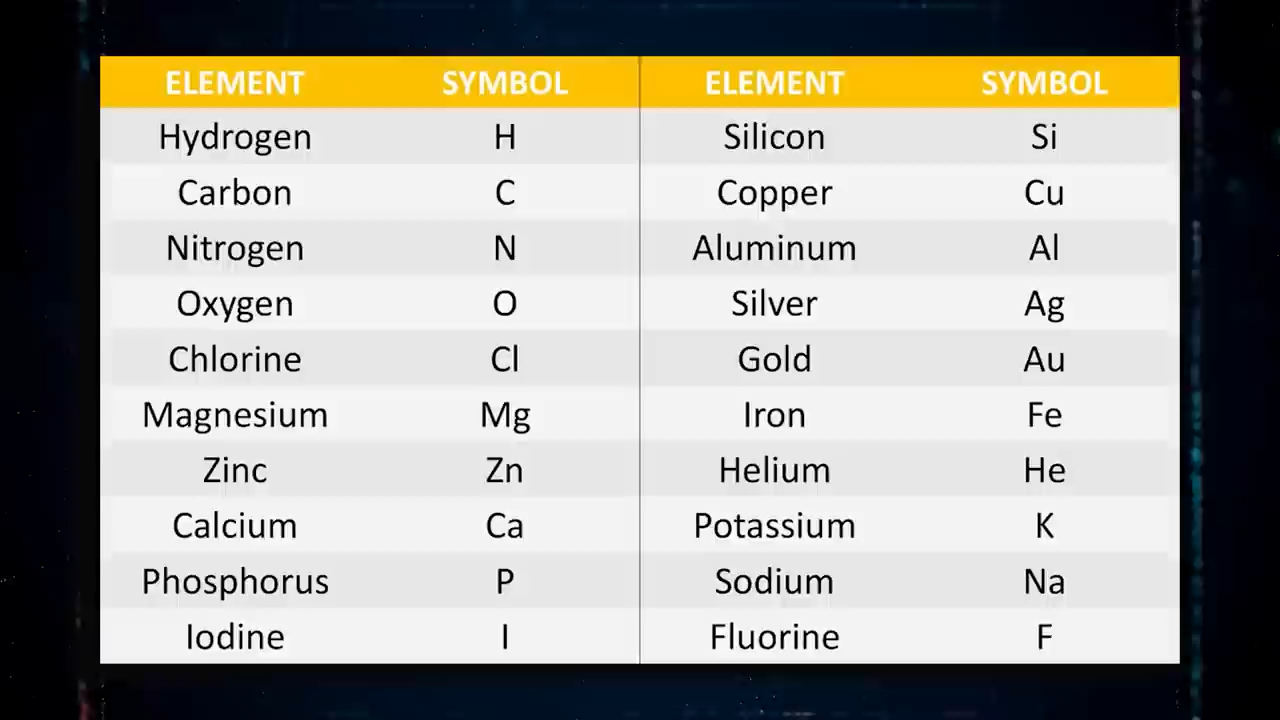 ELEMENT SYMBOL ELEMENT SYMBOL
Hydrogen H Silicon Si
Carbon C Copper Cu
Nitrogen N Aluminum Al
Oxygen O Silver Ag
Chlorine Cl Gold Au
Magnesium Mg Iron Fe
Zinc Zn Helium He
Calcium Ca Potassium K
Phosphorus P Sodium Na
Iodine I Fluorine F